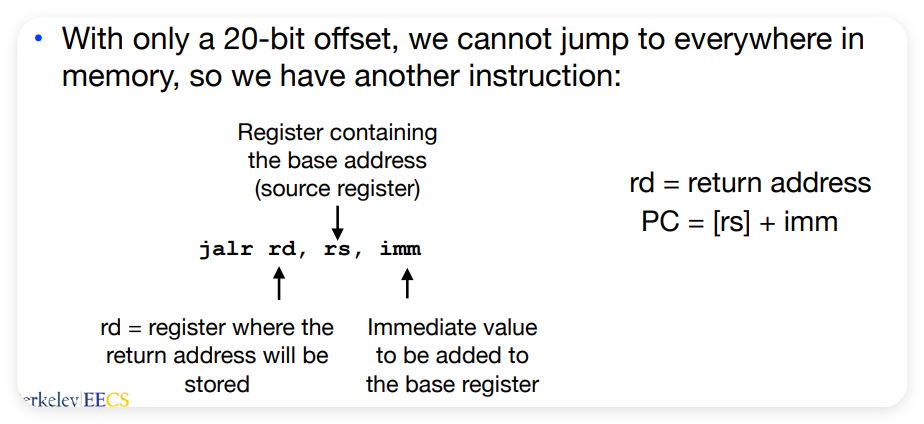 • With only a 20-bit offset, we cannot jump to everywhere in
memory, so we have another instruction:
Register containing
the base address
(source register)
rd = return address
PC = [rs] + imm
jalr rd, rs, imm
rd = register where the
return address will be
stored
Immediate value
to be added to
the base register
erkeley EECS